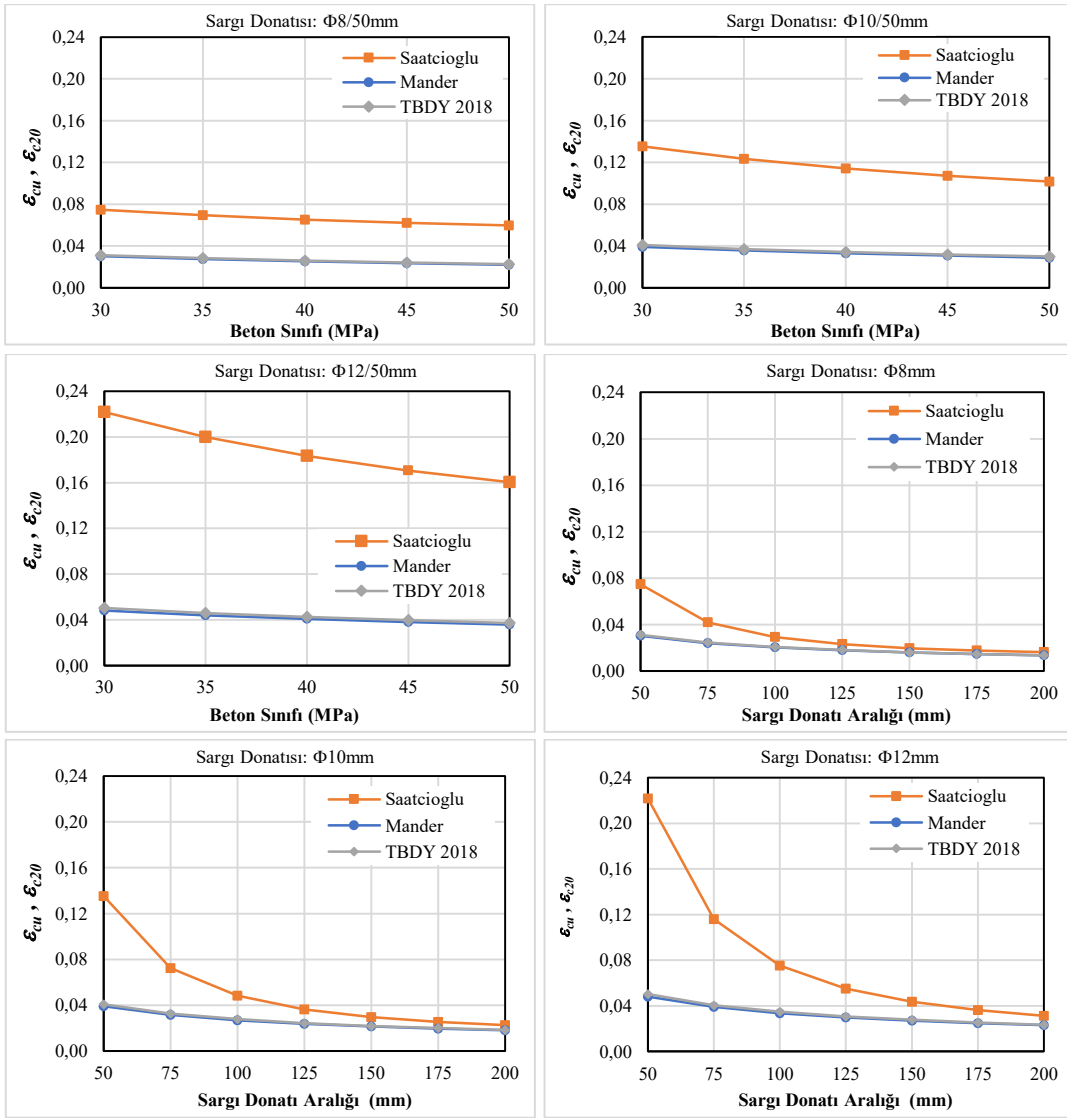 Sargı Donatısı: Φ8/50mm
0,24
0,20
0,16
0,12
0,08
0,04
0,00
εcu , εc20
Saatcioglu
Mander
TBDY 2018
30 35 40 45 50
Beton Sınıfı (MPa)
Sargı Donatısı: Φ10/50mm
0,24
0,20
0,16
0,12
0,08
0,04
0,00
εcu , εc20
Saatcioglu
Mander
TBDY 2018
30 35 40 45 50
Beton Sınıfı (MPa)
Sargı Donatısı: Φ12/50mm
0,24
0,20
0,16
0,12
0,08
0,04
0,00
εcu , εc20
Saatcioglu
Mander
TBDY 2018
30 35 40 45 50
Beton Sınıfı (MPa)
Sargı Donatısı: Φ8mm
0,24
0,20
0,16
0,12
0,08
0,04
0,00
εcu , εc20
Saatcioglu
Mander
TBDY 2018
50 75 100 125 150 175 200
Sargı Donatı Aralığı (mm)
Sargı Donatısı: Φ10mm
0,24
0,20
0,16
0,12
0,08
0,04
0,00
εcu , εc20
Saatcioglu
Mander
TBDY 2018
50 75 100 125 150 175 200
Sargı Donatı Aralığı (mm)
Sargı Donatısı: Φ12mm
0,24
0,20
0,16
0,12
0,08
0,04
0,00
εcu , εc20
Saatcioglu
Mander
TBDY 2018
50 75 100 125 150 175 200
Sargı Donatı Aralığı (mm)